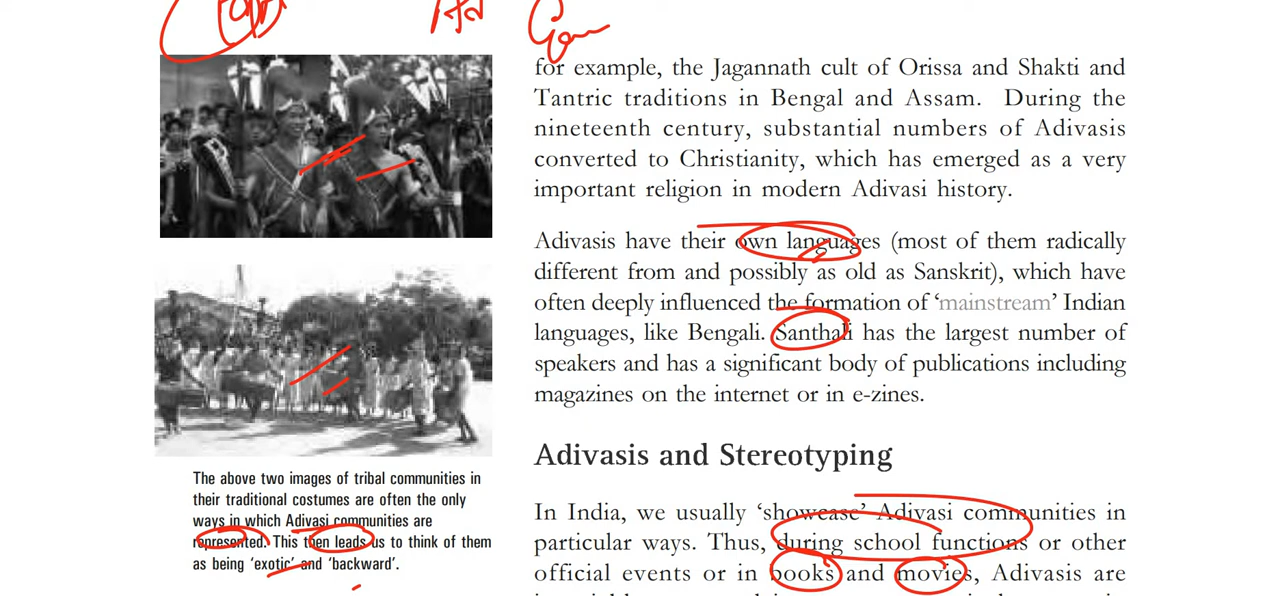 for example, the Jagannath cult of Orissa and Shakti and
Tantric traditions in Bengal and Assam. During the
nineteenth century, substantial numbers of Adivasis
converted to Christianity, which has emerged as a very
important religion in modern Adivasi history.
Adivasis have their own languages (most of them radically
different from and possibly as old as Sanskrit), which have
often deeply influenced the formation of ‘mainstream’ Indian
languages, like Bengali. Santhali has the largest number of
speakers and has a significant body of publications including
magazines on the internet or in e-zines.
Adivasis and Stereotyping
In India, we usually ‘showcase’ Adivasi communities in
particular ways. Thus, during school functions or other
official events or in books and movies, Adivasis are
The above two images of tribal communities in
their traditional costumes are often the only
ways in which Adivasi communities are
represented. This then leads us to think of them
as being ‘exotic’ and ‘backward’.